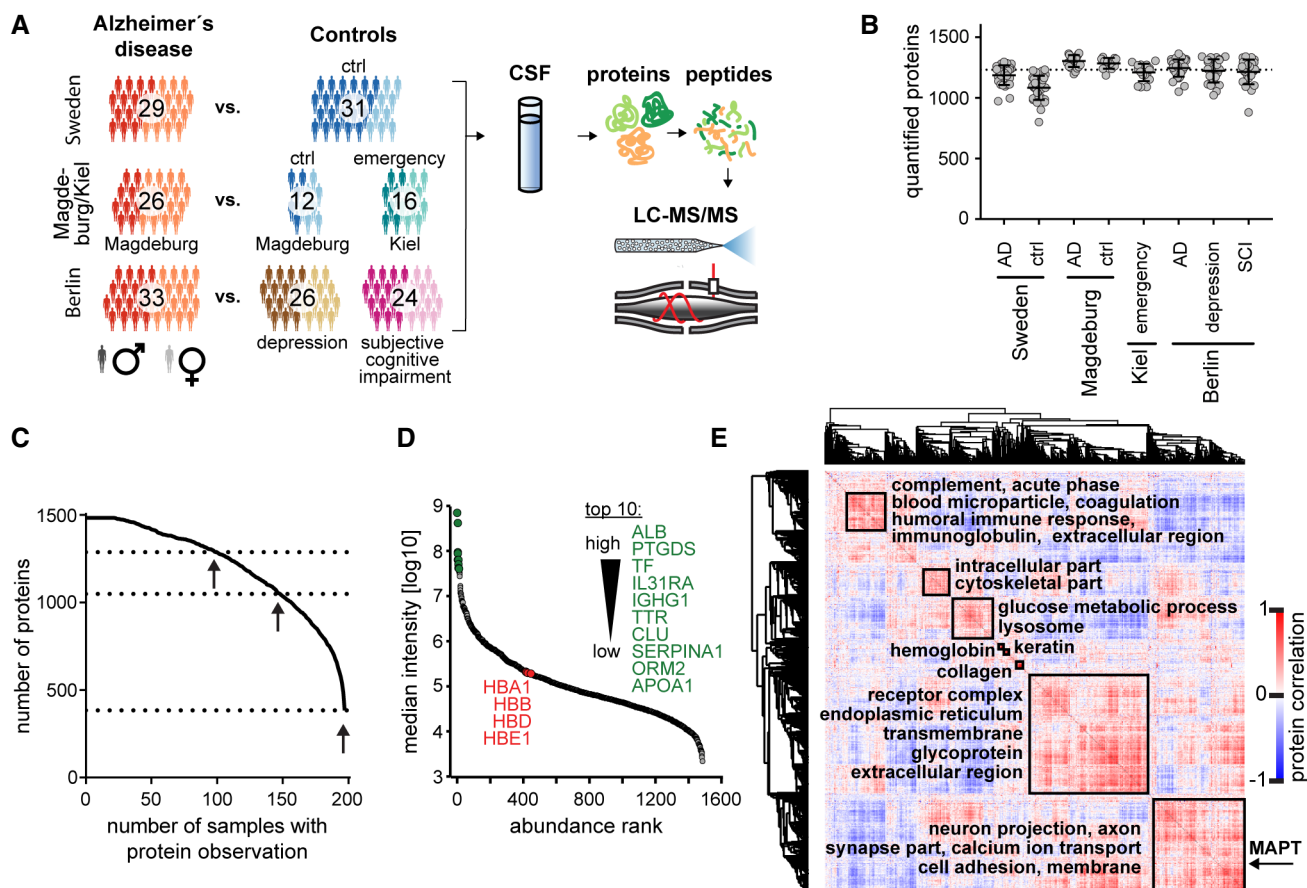 A
Alzheimer´s
disease
Controls
Sweden
29
vs.
ctrl
31
Magde-
burg/Kiel
26
Magdeburg
vs.
ctrl
12
Magdeburg
emergency
16
Kiel
Berlin
33
vs.
26
depression
24
subjective
cognitive
impairment
CSF
proteins
peptides
LC-MS/MS
B
quantified proteins
1500
1000
500
0
AD
ctrl
AD
ctrl
emergency
AD
depression
SCI
Sweden
Magdeburg
Kiel
Berlin
C
number of proteins
1500
1000
500
0
0
50
100
150
200
number of samples with
protein observation
D
median intensity [log10]
9
8
7
6
5
4
3
0
400
800
1200
1600
abundance rank
top 10:
high
low
ALB
PTGDS
TF
IL31RA
IGHG1
TTR
CLU
SERPINA1
ORM2
APOA1
HBA1
HBB
HBD
HBE1
E
complement, acute phase
blood microparticle, coagulation
humoral immune response,
immunoglobulin, extracellular region
intracellular part
cytoskeletal part
glucose metabolic process
lysosome
hemoglobin
keratin
collagen
receptor complex
endoplasmic reticulum
transmembrane
glycoprotein
extracellular region
neuron projection, axon
synapse part, calcium ion transport
cell adhesion, membrane
MAPT
1
0
-1
protein correlation